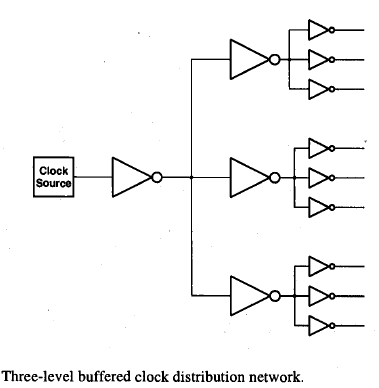 Clock
Source
Three-level buffered clock distribution network.